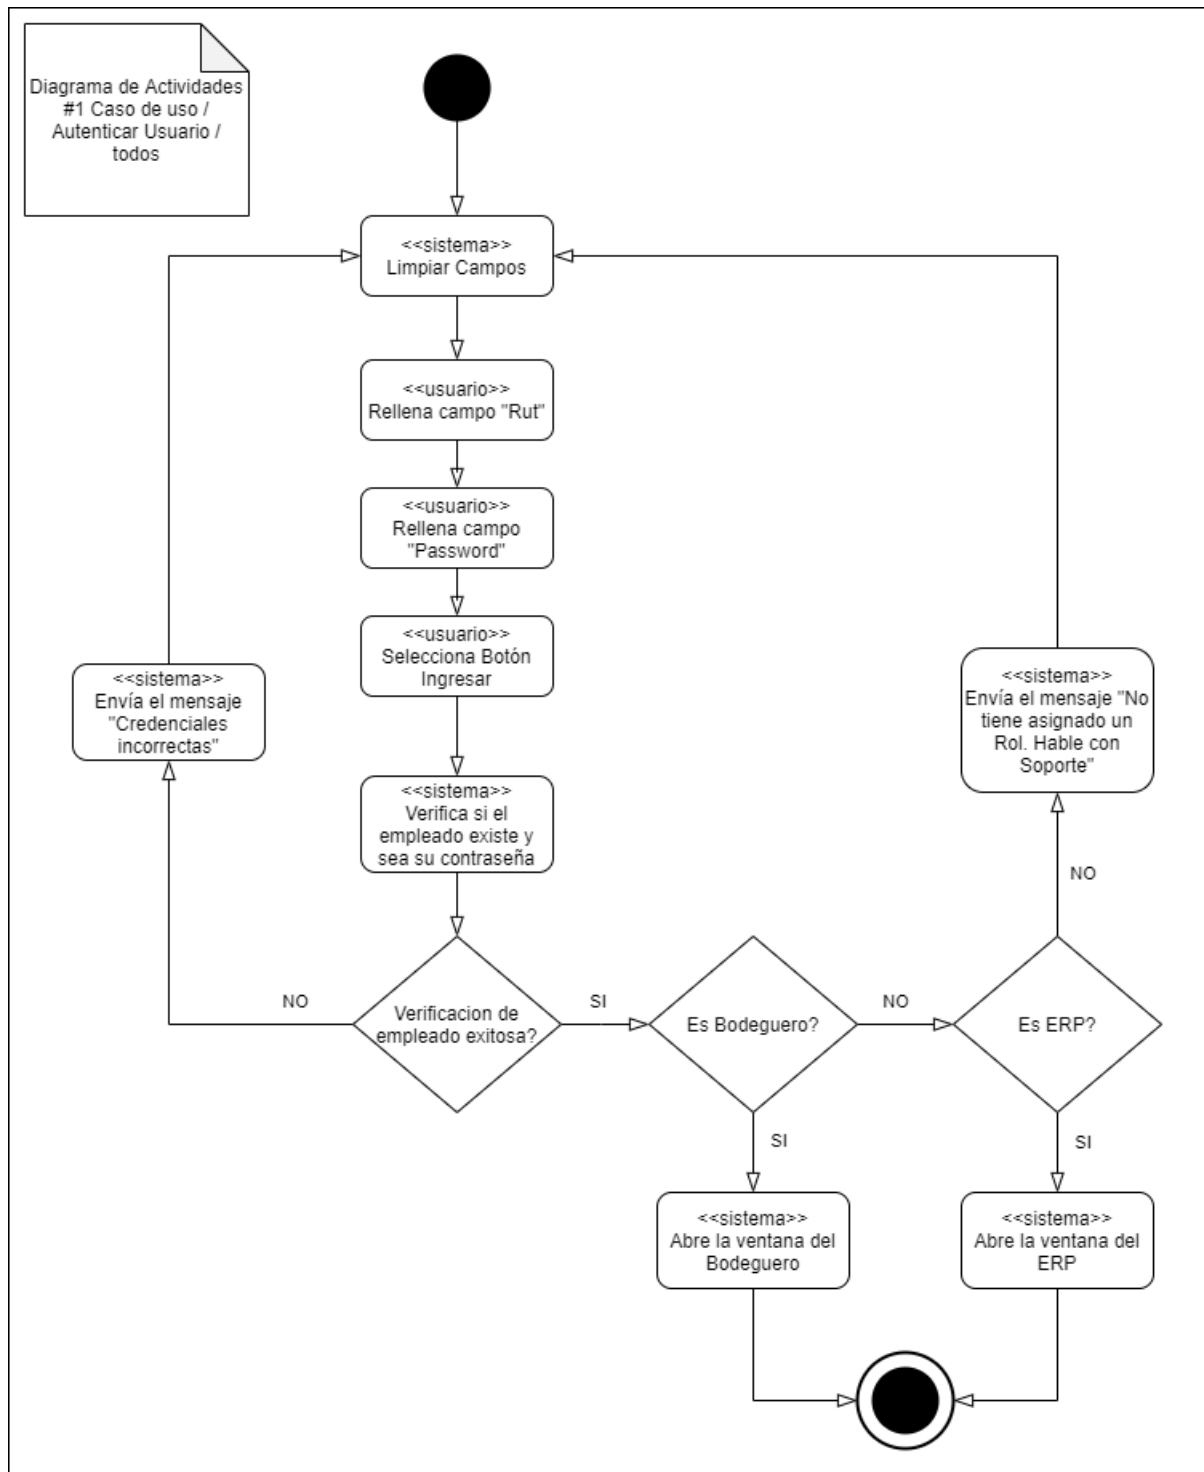 Diagrama de Actividades
#1 Caso de uso /
Autenticar Usuario /
todos
<<sistema>>
Limpiar Campos
<<usuario>>
Rellena campo "Rut"
<<usuario>>
Rellena campo
"Password"
<<usuario>>
Selecciona Botón
Ingresar
<<sistema>>
Envía el mensaje
"Credenciales
incorrectas"
<<sistema>>
Envía el mensaje "No
tiene asignado un
Rol. Hable con
Soporte"
<<sistema>>
Verifica si el
empleado existe y
sea su contraseña
NO
NO
Verificacion de
empleado exitosa?
SI
Es Bodeguero?
NO
Es ERP?
SI
SI
<<sistema>>
Abre la ventana del
Bodeguero
<<sistema>>
Abre la ventana del
ERP